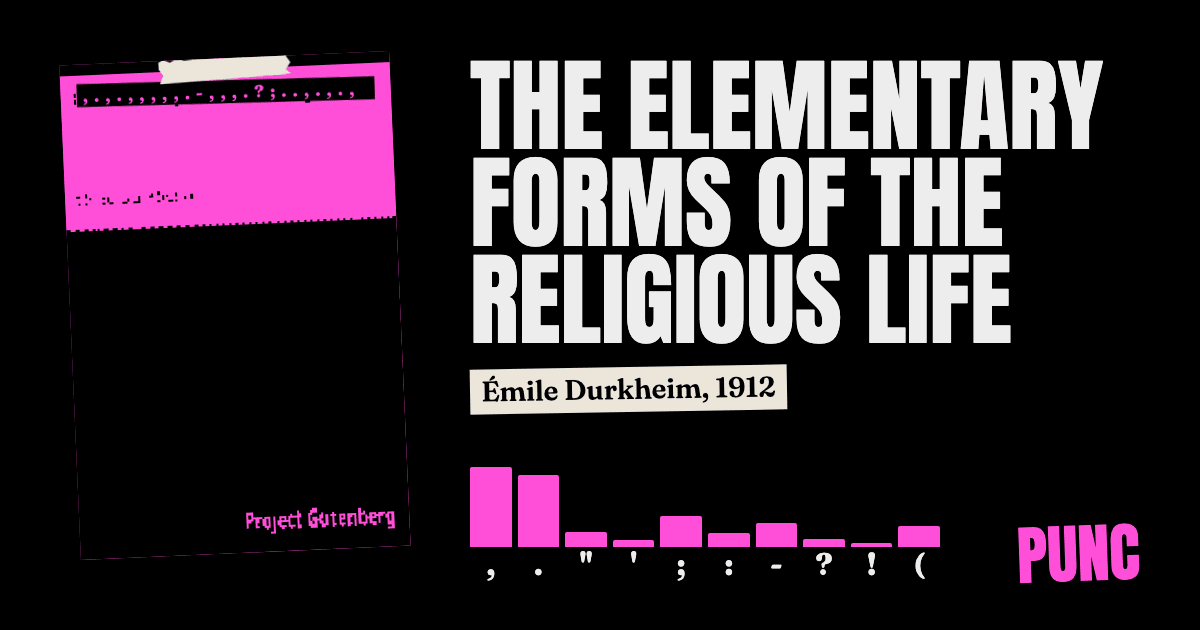 THE ELEMENTARY
FORMS OF THE
RELIGIOUS LIFE
Émile Durkheim, 1912
, . " ' ; : - ? ! (
PUNC
Project Gutenberg